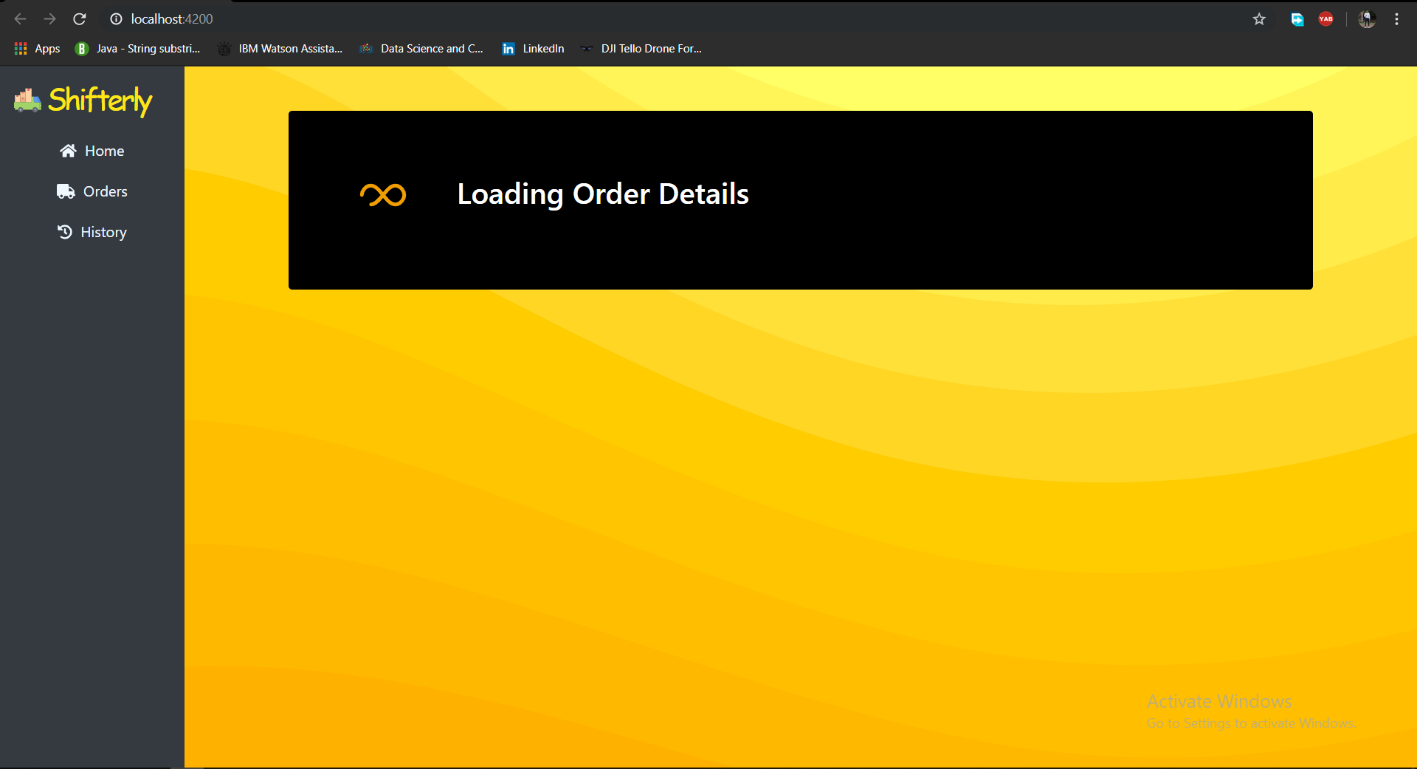 localhost:4200
YAB
Apps
Java - String substri...
IBM Watson Assista...
Data Science and C...
LinkedIn
DJI Tello Drone For...
Shifterly
Home
Orders
History
Loading Order Details
Activate Windows
Go to Settings to activate Windows.